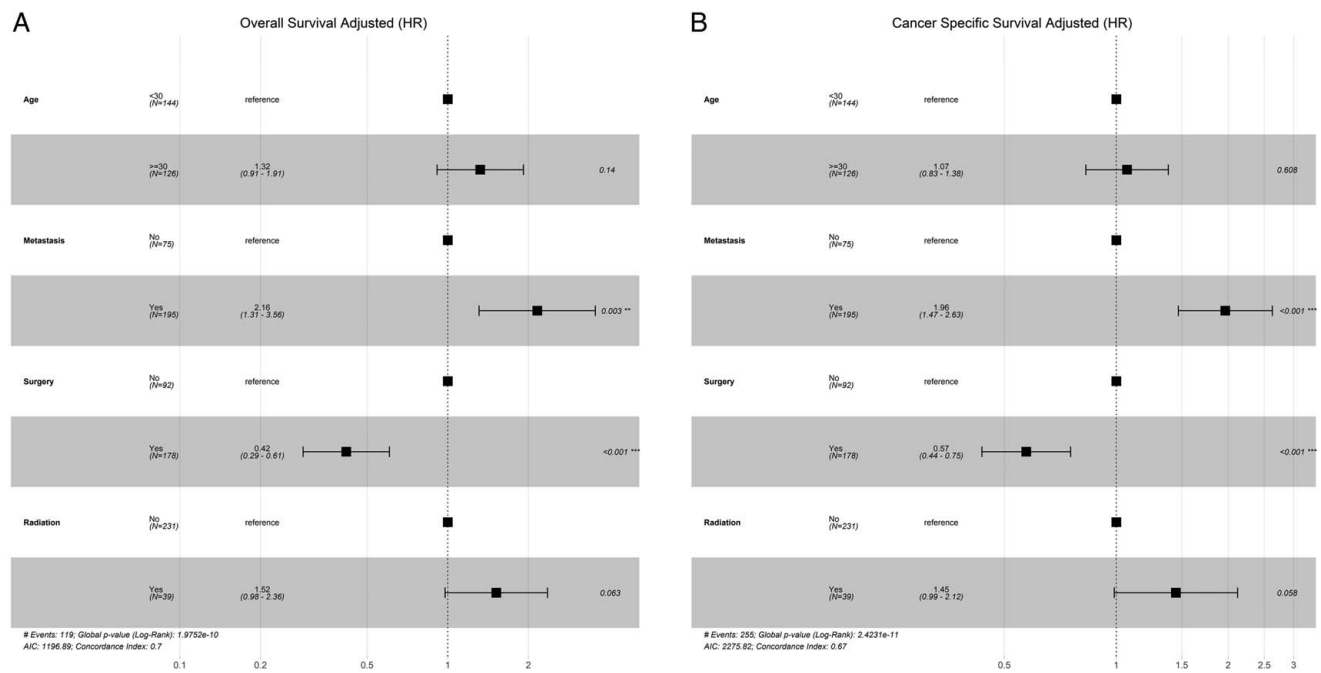 A
Overall Survival Adjusted (HR)
Age
<30
(N=144)
reference
>=30
(N=126)
1.32
(0.91 - 1.91)
0.14
Metastasis
No
(N=75)
reference
Yes
(N=195)
2.16
(1.31 - 3.56)
0.003 **
Surgery
No
(N=92)
reference
Yes
(N=178)
0.42
(0.29 - 0.61)
<0.001 ***
Radiation
No
(N=231)
reference
Yes
(N=39)
1.52
(0.98 - 2.36)
0.063
# Events: 119; Global p-value (Log-Rank): 1.9752e-10
AIC: 1196.89; Concordance Index: 0.7
0.1 0.2 0.5 1 2
B
Cancer Specific Survival Adjusted (HR)
Age
<30
(N=144)
reference
>=30
(N=126)
1.07
(0.83 - 1.38)
0.608
Metastasis
No
(N=75)
reference
Yes
(N=195)
1.96
(1.47 - 2.63)
<0.001 ***
Surgery
No
(N=92)
reference
Yes
(N=178)
0.57
(0.44 - 0.75)
<0.001 ***
Radiation
No
(N=231)
reference
Yes
(N=39)
1.45
(0.99 - 2.12)
0.058
# Events: 255; Global p-value (Log-Rank): 2.4231e-11
AIC: 2275.82; Concordance Index: 0.67
0.5 1 1.5 2 2.5 3